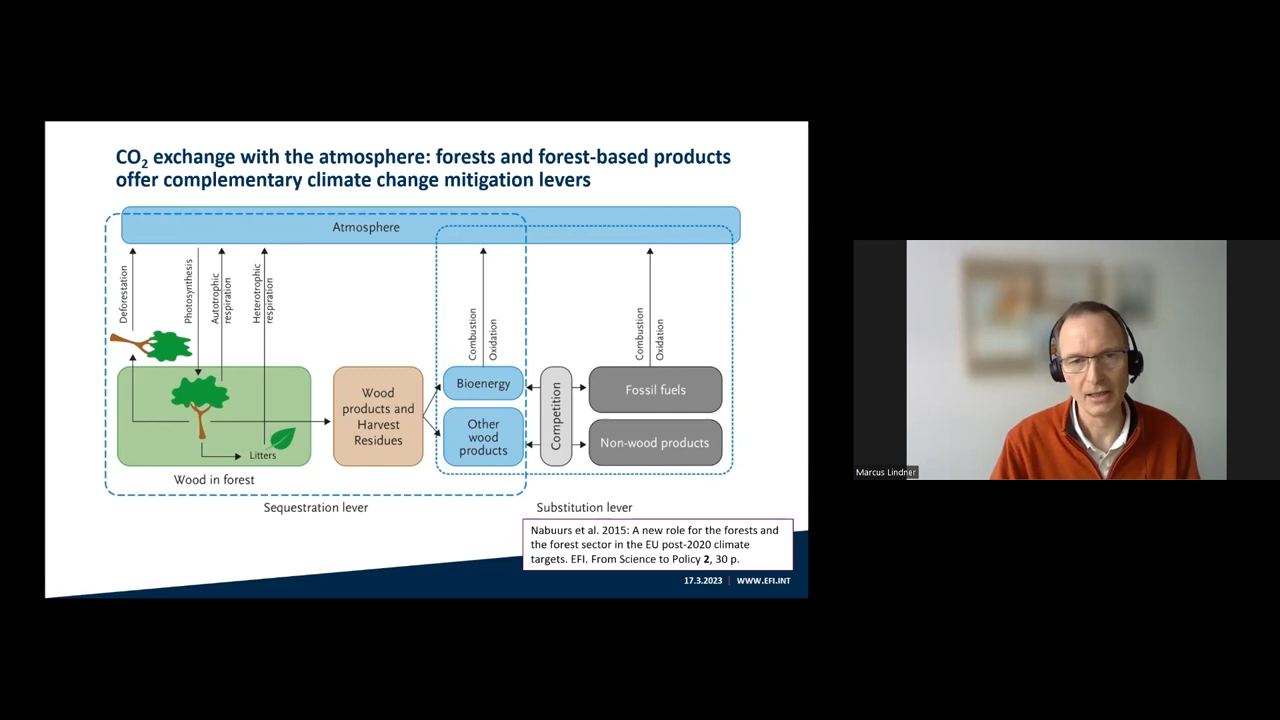 CO2 exchange with the atmosphere: forests and forest-based products
offer complementary climate change mitigation levers
Atmosphere
Deforestation
Photosynthesis
Autotrophic
respiration
Heterotrophic
respiration
Combustion
Oxidation
Combustion
Oxidation
Wood
products and
Harvest
Residues
Bioenergy
Other
wood
products
Competition
Fossil fuels
Non-wood products
Litters
Wood in forest
Sequestration lever
Substitution lever
Nabuurs et al. 2015: A new role for the forests and
the forest sector in the EU post-2020 climate
targets. EFI. From Science to Policy 2, 30 p.
17.3.2023 | WWW.EFI.INT
Marcus Lindner